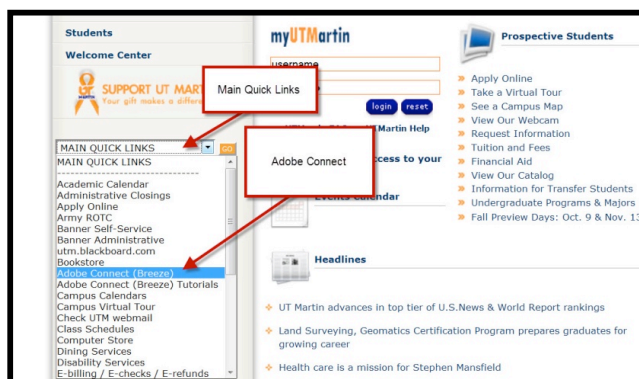 Students
Welcome Center
SUPPORT UT MART
Your gift makes a differe
MAIN QUICK LINKS
GO
MAIN QUICK LINKS
----------------------------
Academic Calendar
Administrative Closings
Apply Online
Army ROTC
Banner Self-Service
Banner Administrative
utm.blackboard.com
Bookstore
Adobe Connect (Breeze)
Adobe Connect (Breeze) Tutorials
Campus Calendars
Campus Virtual Tour
Check UTM webmail
Class Schedules
Computer Store
Dining Services
Disability Services
E-billing / E-checks / E-refunds
Main Quick Links
Adobe Connect
myUTMartin
username
login reset
UTMartin Help
access to your
Events Calendar
Headlines
UT Martin advances in top tier of U.S.News & World Report rankings
Land Surveying, Geomatics Certification Program prepares graduates for
growing career
Health care is a mission for Stephen Mansfield
Prospective Students
Apply Online
Take a Virtual Tour
See a Campus Map
View Our Webcam
Request Information
Tuition and Fees
Financial Aid
View Our Catalog
Information for Transfer Students
Undergraduate Programs & Majors
Fall Preview Days: Oct. 9 & Nov. 13